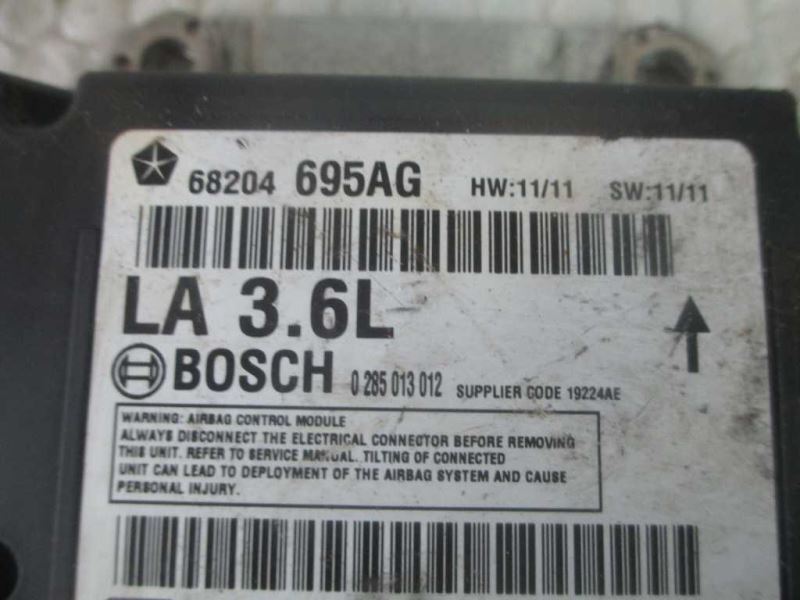 68204 695AG HW:11/11 SW:11/11
LA 3.6L
BOSCH 0 285 013 012 SUPPLIER CODE 19224AE
WARNING: AIRBAG CONTROL MODULE
ALWAYS DISCONNECT THE ELECTRICAL CONNECTOR BEFORE REMOVING
THIS UNIT. REFER TO SERVICE MANUAL. TILTING OF CONNECTED
UNIT CAN LEAD TO DEPLOYMENT OF THE AIRBAG SYSTEM AND CAUSE
PERSONAL INJURY.